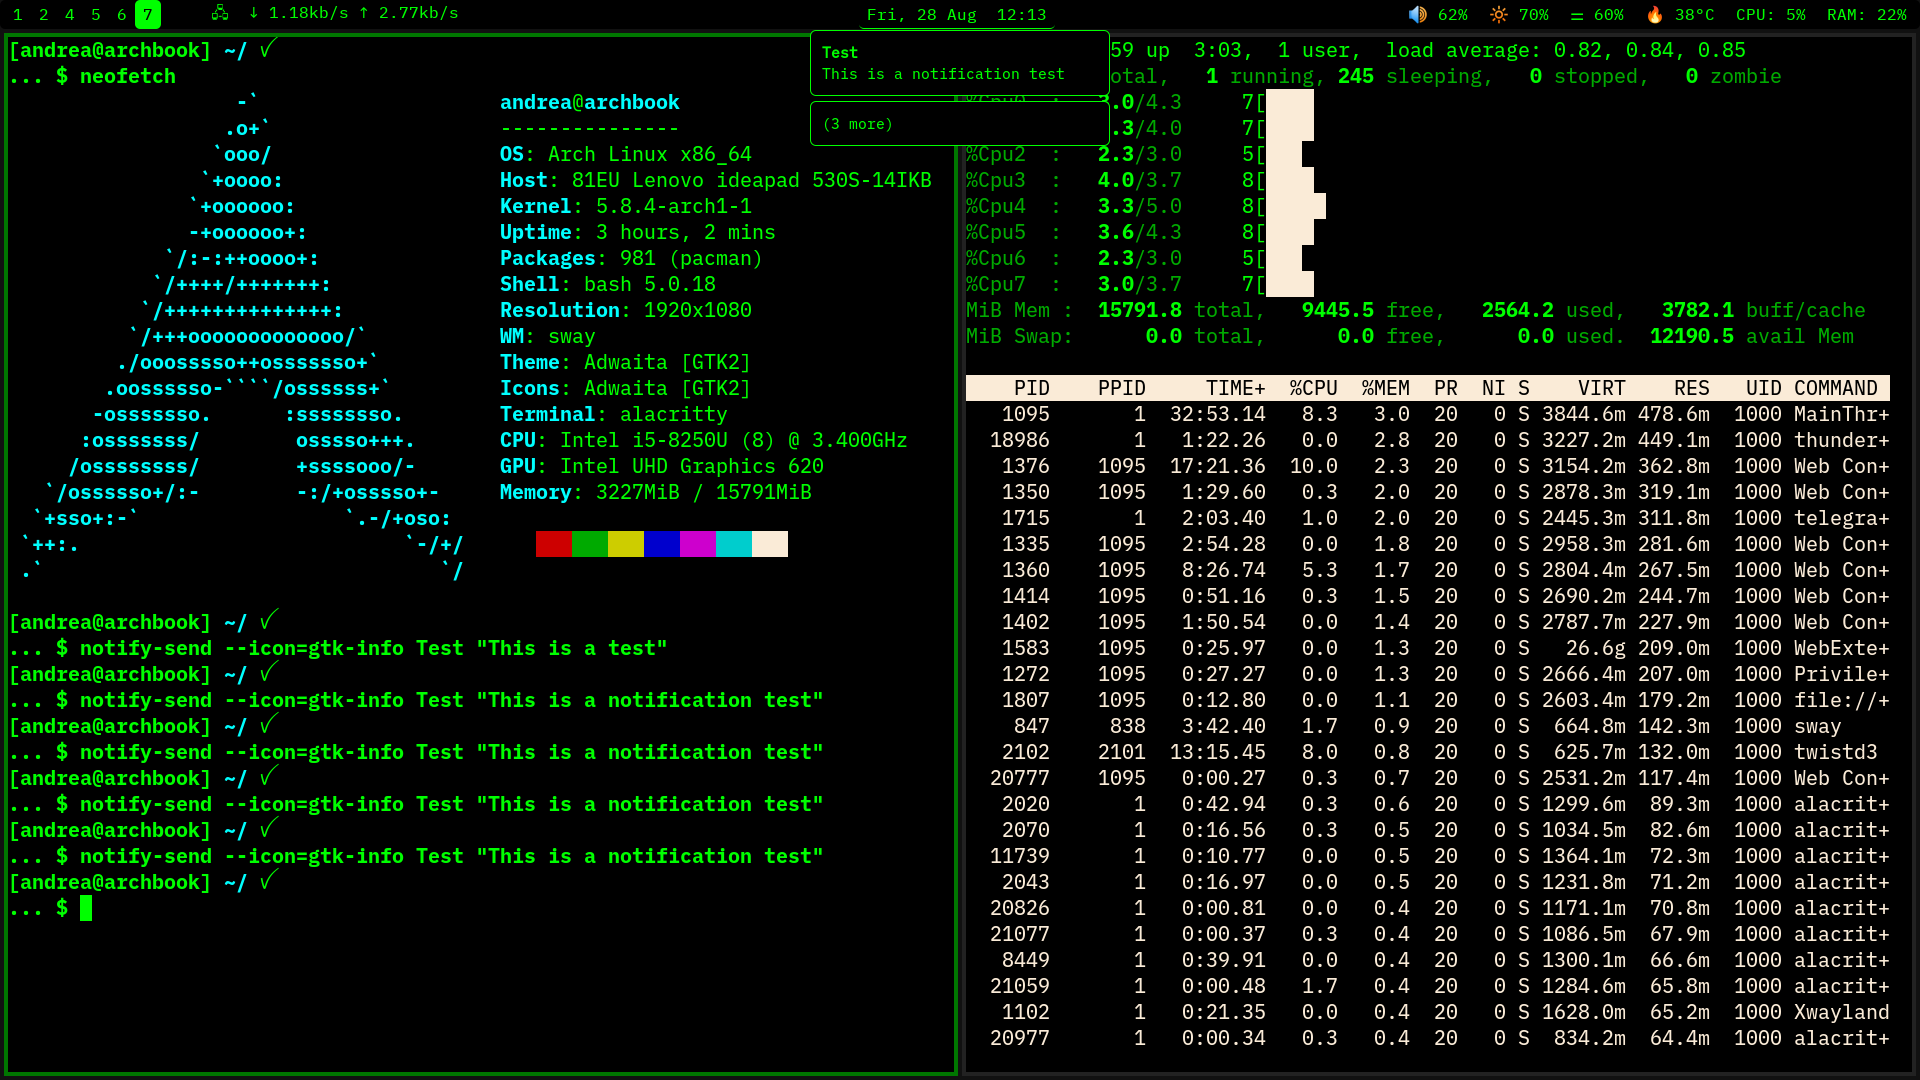 1 2 4 5 6 7 ↓ 1.18kb/s ↑ 2.77kb/s Fri, 28 Aug 12:13 62% 70% 60% 38°C CPU: 5% RAM: 22%
Test
This is a notification test
(3 more)
[andrea@archbook] ~/ ✓
... $ neofetch
-`
.o+`
`ooo/
`+oooo:
`+oooooo:
-+oooooo+:
`/:-:++oooo+:
`/++++/+++++++:
`/++++++++++++++:
`/+++ooooooooooooo/`
./ooosssso++osssssso+`
.oossssso-````/ossssss+`
-osssssso. :ssssssso.
:osssssss/ osssso+++.
/ossssssss/ +ssssooo/-
`/ossssso+/:- -:/+osssso+-
`+sso+:-` `.-/+oso:
`++:. `-/+/
.` `/
andrea@archbook
---------------
OS: Arch Linux x86_64
Host: 81EU Lenovo ideapad 530S-14IKB
Kernel: 5.8.4-arch1-1
Uptime: 3 hours, 2 mins
Packages: 981 (pacman)
Shell: bash 5.0.18
Resolution: 1920x1080
WM: sway
Theme: Adwaita [GTK2]
Icons: Adwaita [GTK2]
Terminal: alacritty
CPU: Intel i5-8250U (8) @ 3.400GHz
GPU: Intel UHD Graphics 620
Memory: 3227MiB / 15791MiB
[andrea@archbook] ~/ ✓
... $ notify-send --icon=gtk-info Test "This is a test"
[andrea@archbook] ~/ ✓
... $ notify-send --icon=gtk-info Test "This is a notification test"
[andrea@archbook] ~/ ✓
... $ notify-send --icon=gtk-info Test "This is a notification test"
[andrea@archbook] ~/ ✓
... $ notify-send --icon=gtk-info Test "This is a notification test"
[andrea@archbook] ~/ ✓
... $ notify-send --icon=gtk-info Test "This is a notification test"
[andrea@archbook] ~/ ✓
... $
59 up 3:03, 1 user, load average: 0.82, 0.84, 0.85
otal, 1 running, 245 sleeping, 0 stopped, 0 zombie
%Cpu0 : 3.0/4.3 7[
.3/4.0 7[
%Cpu2 : 2.3/3.0 5[
%Cpu3 : 4.0/3.7 8[
%Cpu4 : 3.3/5.0 8[
%Cpu5 : 3.6/4.3 8[
%Cpu6 : 2.3/3.0 5[
%Cpu7 : 3.0/3.7 7[
MiB Mem : 15791.8 total, 9445.5 free, 2564.2 used, 3782.1 buff/cache
MiB Swap: 0.0 total, 0.0 free, 0.0 used. 12190.5 avail Mem
PID PPID TIME+ %CPU %MEM PR NI S VIRT RES UID COMMAND
1095 1 32:53.14 8.3 3.0 20 0 S 3844.6m 478.6m 1000 MainThr+
18986 1 1:22.26 0.0 2.8 20 0 S 3227.2m 449.1m 1000 thunder+
1376 1095 17:21.36 10.0 2.3 20 0 S 3154.2m 362.8m 1000 Web Con+
1350 1095 1:29.60 0.3 2.0 20 0 S 2878.3m 319.1m 1000 Web Con+
1715 1 2:03.40 1.0 2.0 20 0 S 2445.3m 311.8m 1000 telegra+
1335 1095 2:54.28 0.0 1.8 20 0 S 2958.3m 281.6m 1000 Web Con+
1360 1095 8:26.74 5.3 1.7 20 0 S 2804.4m 267.5m 1000 Web Con+
1414 1095 0:51.16 0.3 1.5 20 0 S 2690.2m 244.7m 1000 Web Con+
1402 1095 1:50.54 0.0 1.4 20 0 S 2787.7m 227.9m 1000 Web Con+
1583 1095 0:25.97 0.0 1.3 20 0 S 26.6g 209.0m 1000 WebExte+
1272 1095 0:27.27 0.0 1.3 20 0 S 2666.4m 207.0m 1000 Privile+
1807 1095 0:12.80 0.0 1.1 20 0 S 2603.4m 179.2m 1000 file://+
847 838 3:42.40 1.7 0.9 20 0 S 664.8m 142.3m 1000 sway
2102 2101 13:15.45 8.0 0.8 20 0 S 625.7m 132.0m 1000 twistd3
20777 1095 0:00.27 0.3 0.7 20 0 S 2531.2m 117.4m 1000 Web Con+
2020 1 0:42.94 0.3 0.6 20 0 S 1299.6m 89.3m 1000 alacrit+
2070 1 0:16.56 0.3 0.5 20 0 S 1034.5m 82.6m 1000 alacrit+
11739 1 0:10.77 0.0 0.5 20 0 S 1364.1m 72.3m 1000 alacrit+
2043 1 0:16.97 0.0 0.5 20 0 S 1231.8m 71.2m 1000 alacrit+
20826 1 0:00.81 0.0 0.4 20 0 S 1171.1m 70.8m 1000 alacrit+
21077 1 0:00.37 0.3 0.4 20 0 S 1086.5m 67.9m 1000 alacrit+
8449 1 0:39.91 0.0 0.4 20 0 S 1300.1m 66.6m 1000 alacrit+
21059 1 0:00.48 1.7 0.4 20 0 S 1284.6m 65.8m 1000 alacrit+
1102 1 0:21.35 0.0 0.4 20 0 S 1628.0m 65.2m 1000 Xwayland
20977 1 0:00.34 0.3 0.4 20 0 S 834.2m 64.4m 1000 alacrit+